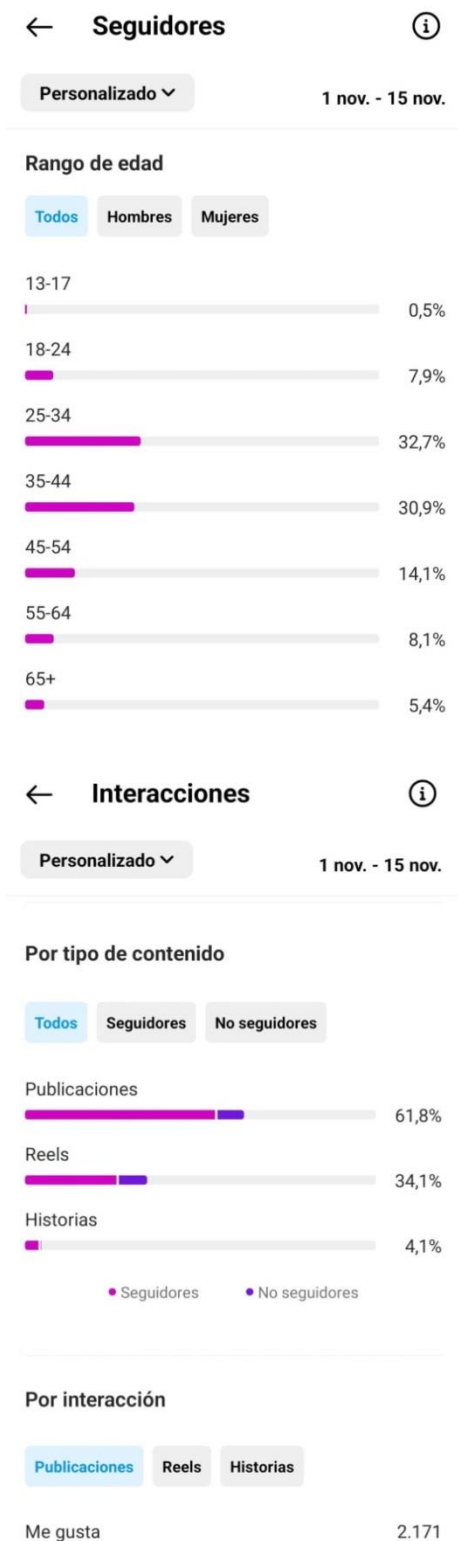 Seguidores
Personalizado
1 nov. - 15 nov.
Rango de edad
Todos Hombres Mujeres
13-17
0,5%
18-24
7,9%
25-34
32,7%
35-44
30,9%
45-54
14,1%
55-64
8,1%
65+
5,4%
Interacciones
Personalizado
1 nov. - 15 nov.
Por tipo de contenido
Todos Seguidores No seguidores
Publicaciones
61,8%
Reels
34,1%
Historias
4,1%
Seguidores No seguidores
Por interacción
Publicaciones Reels Historias
Me gusta 2.171